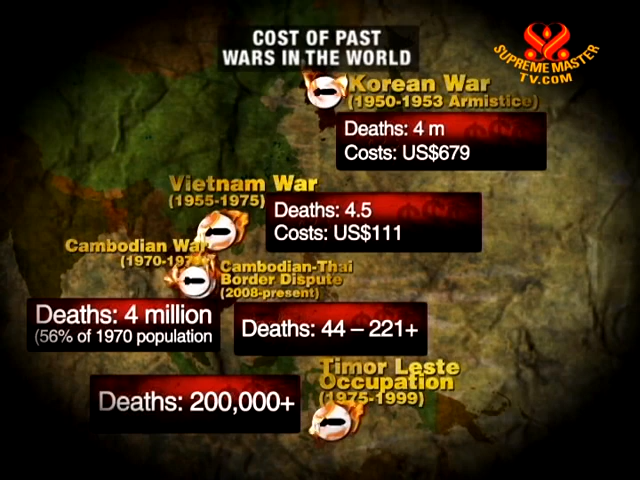 COST OF PAST
WARS IN THE WORLD
SUPREME MASTER
TV.COM
Korean War
(1950-1953 Armistice)
Deaths: 4 m
Costs: US$679
Vietnam War
(1955-1975)
Deaths: 4.5
Costs: US$111
Cambodian War
(1970-197
Cambodian-Thai
Border Dispute
(2008-present)
Deaths: 4 million
(56% of 1970 population
Deaths: 44 – 221+
Timor Leste
Occupation
(1975-1999)
Deaths: 200,000+